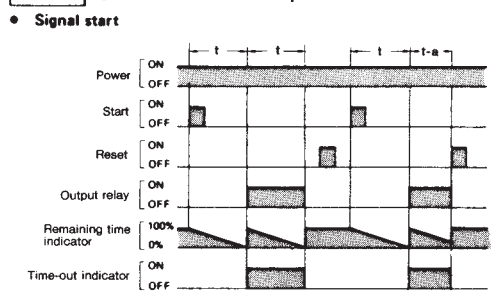 • Signal start
t t t t-a
Power ON
OFF
Start ON
OFF
Reset ON
OFF
Output relay ON
OFF
Remaining time indicator 100%
0%
Time-out indicator ON
OFF